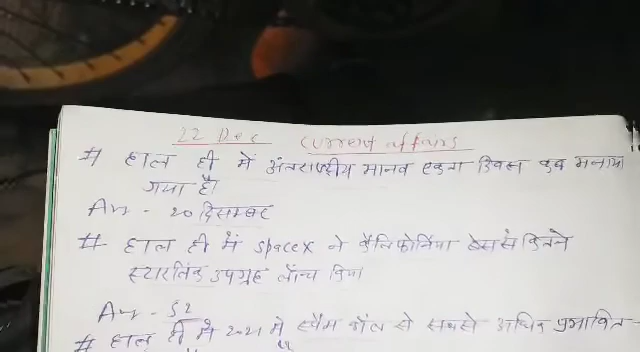 22 Dec current affairs
# हाल ही में अंतराष्ट्रीय मानव एकता दिवस कब मनाया
गया है।
Ans - 20 दिसम्बर
# हाल ही में spacex ने कैलिफोर्निया बेस से कितने
स्टारलिंक उपग्रह लॉन्च किया
Ans - 52
# हाल ही में 2021 में स्पैम कॉल से सबसे अधिक प्रभावित